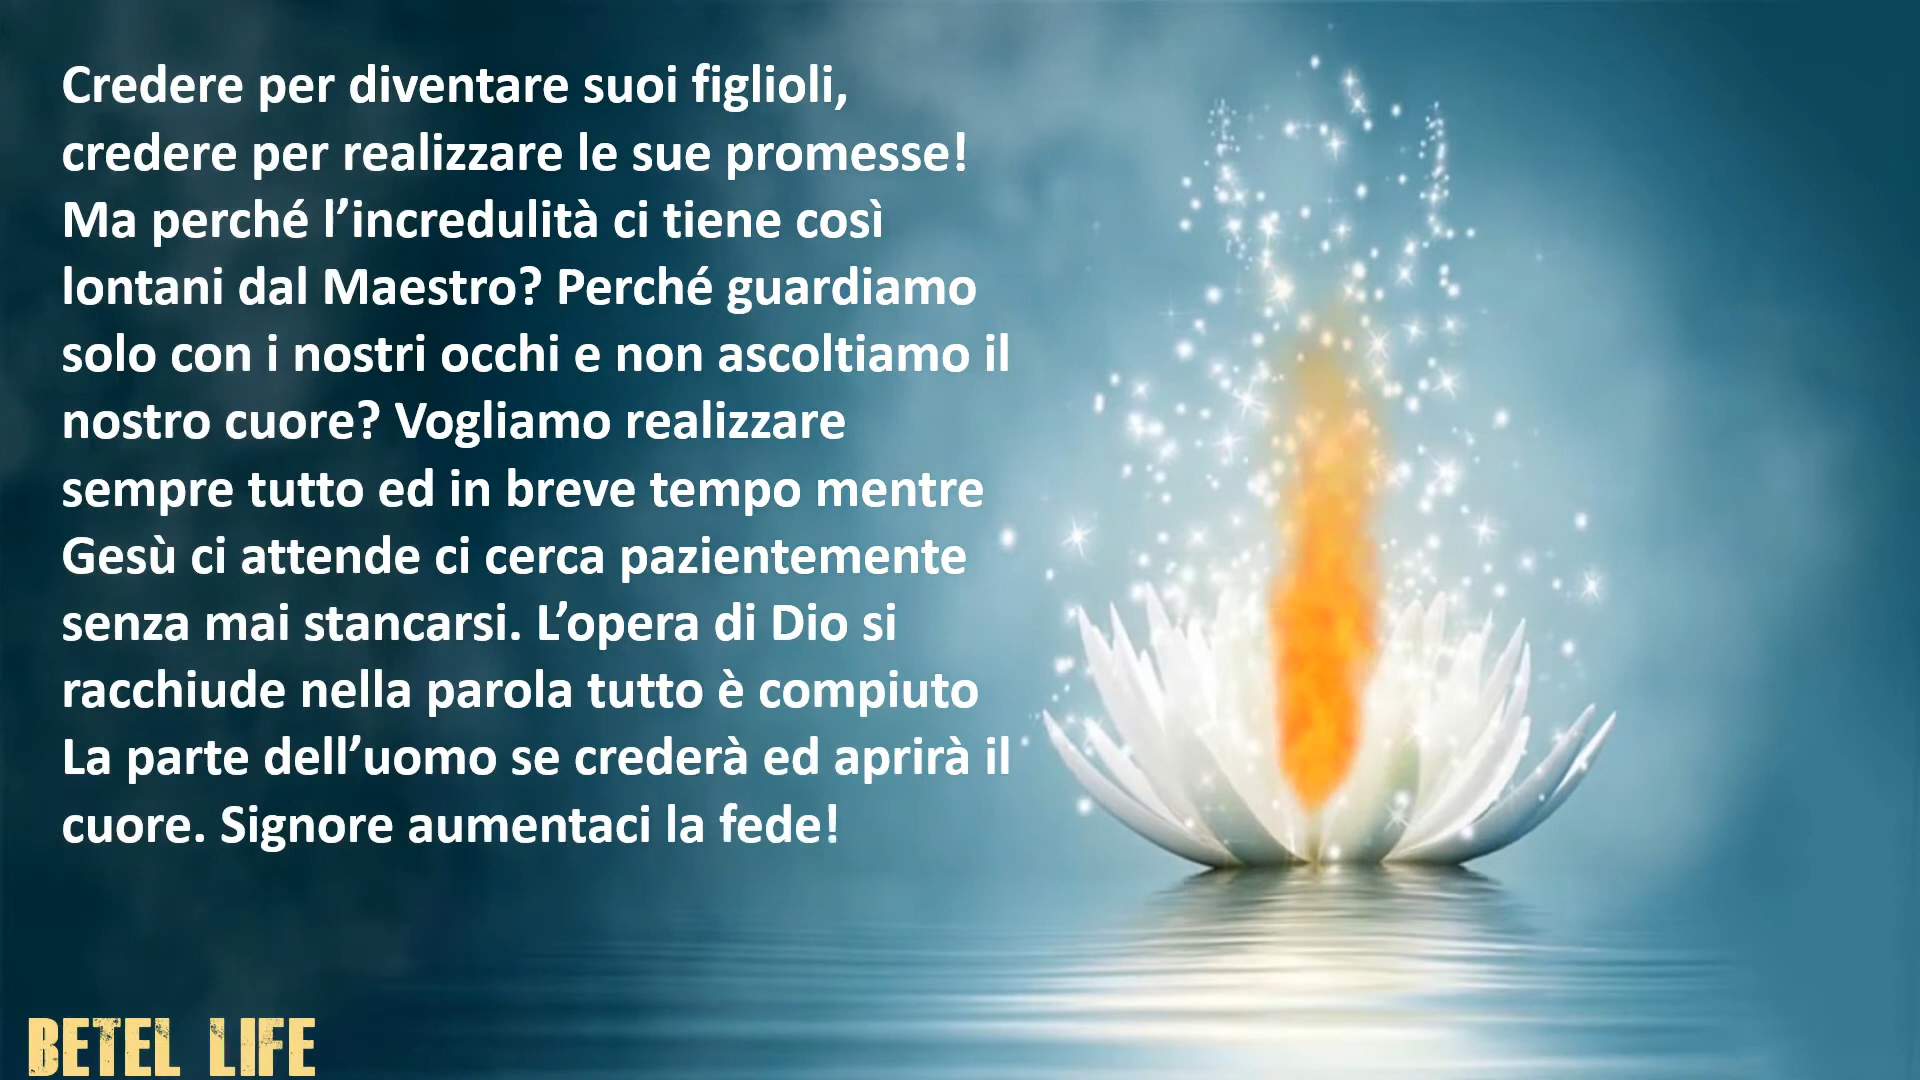 Credere per diventare suoi figlioli,
credere per realizzare le sue promesse!
Ma perché l’incredulità ci tiene così
lontani dal Maestro? Perché guardiamo
solo con i nostri occhi e non ascoltiamo il
nostro cuore? Vogliamo realizzare
sempre tutto ed in breve tempo mentre
Gesù ci attende ci cerca pazientemente
senza mai stancarsi. L’opera di Dio si
racchiude nella parola tutto è compiuto
La parte dell’uomo se crederà ed aprirà il
cuore. Signore aumentaci la fede!
BETEL LIFE